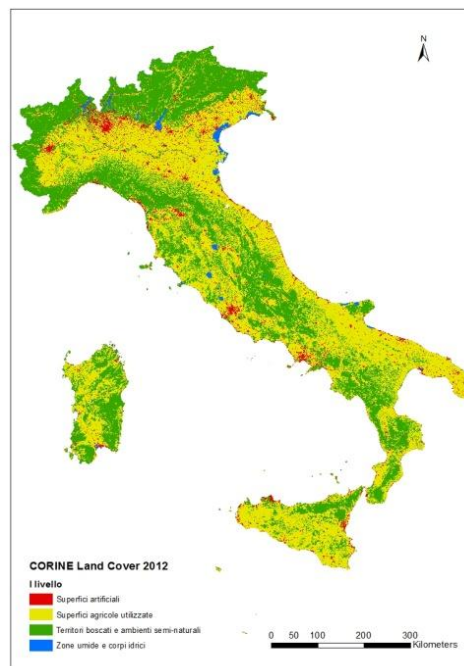 N
CORINE Land Cover 2012
I livello
Superfici artificiali
Superfici agricole utilizzate
Territori boscati e ambienti semi-naturali
Zone umide e corpi idrici
0 50 100 200 300
Kilometers